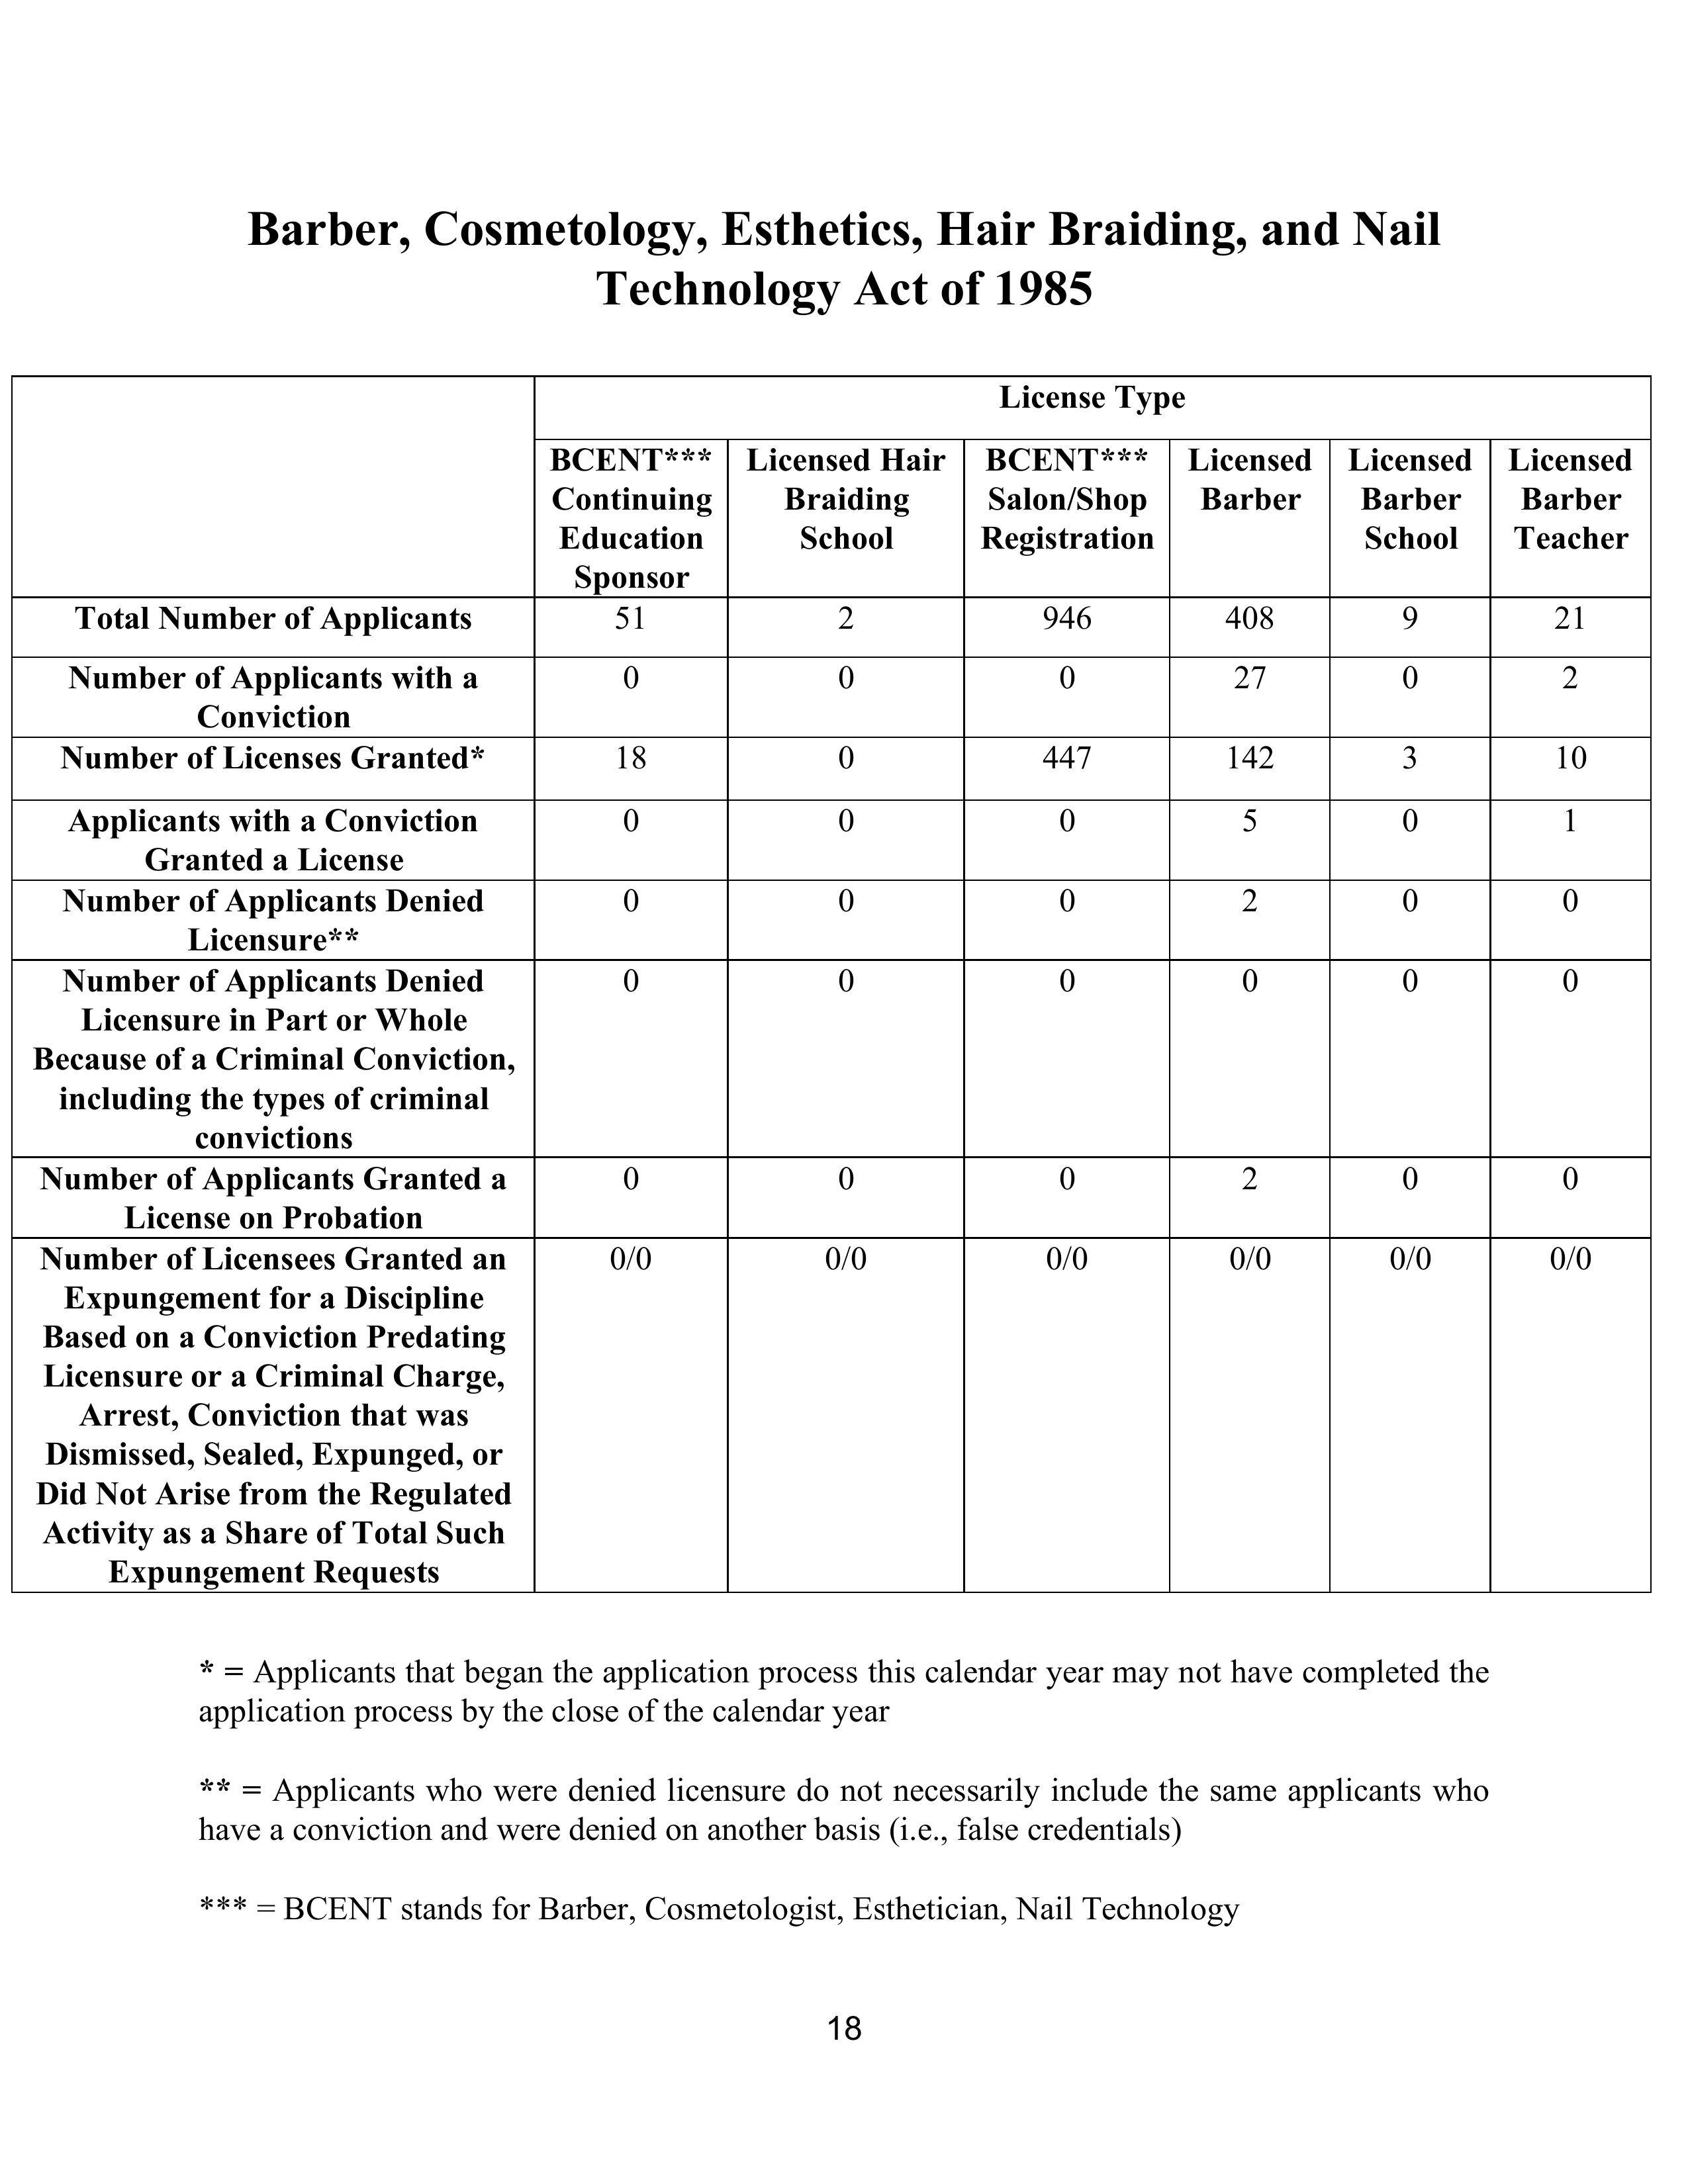 Barber, Cosmetology, Esthetics, Hair Braiding, and Nail
Technology Act of 1985
License Type
BCENT***
Continuing
Education
Sponsor
Licensed Hair
Braiding
School
BCENT***
Salon/Shop
Registration
Licensed
Barber
Licensed
Barber
School
Licensed
Barber
Teacher
Total Number of Applicants
51
2
946
408
9
21
Number of Applicants with a
Conviction
0
0
0
27
0
2
Number of Licenses Granted*
18
0
447
142
3
10
Applicants with a Conviction
Granted a License
0
0
0
5
0
1
Number of Applicants Denied
Licensure**
0
0
0
2
0
0
Number of Applicants Denied
Licensure in Part or Whole
Because of a Criminal Conviction,
including the types of criminal
convictions
0
0
0
0
0
0
Number of Applicants Granted a
License on Probation
0
0
0
2
0
0
Number of Licensees Granted an
Expungement for a Discipline
Based on a Conviction Predating
Licensure or a Criminal Charge,
Arrest, Conviction that was
Dismissed, Sealed, Expunged, or
Did Not Arise from the Regulated
Activity as a Share of Total Such
Expungement Requests
0/0
0/0
0/0
0/0
0/0
0/0
* = Applicants that began the application process this calendar year may not have completed the
application process by the close of the calendar year
** = Applicants who were denied licensure do not necessarily include the same applicants who
have a conviction and were denied on another basis (i.e., false credentials)
*** = BCENT stands for Barber, Cosmetologist, Esthetician, Nail Technology
18